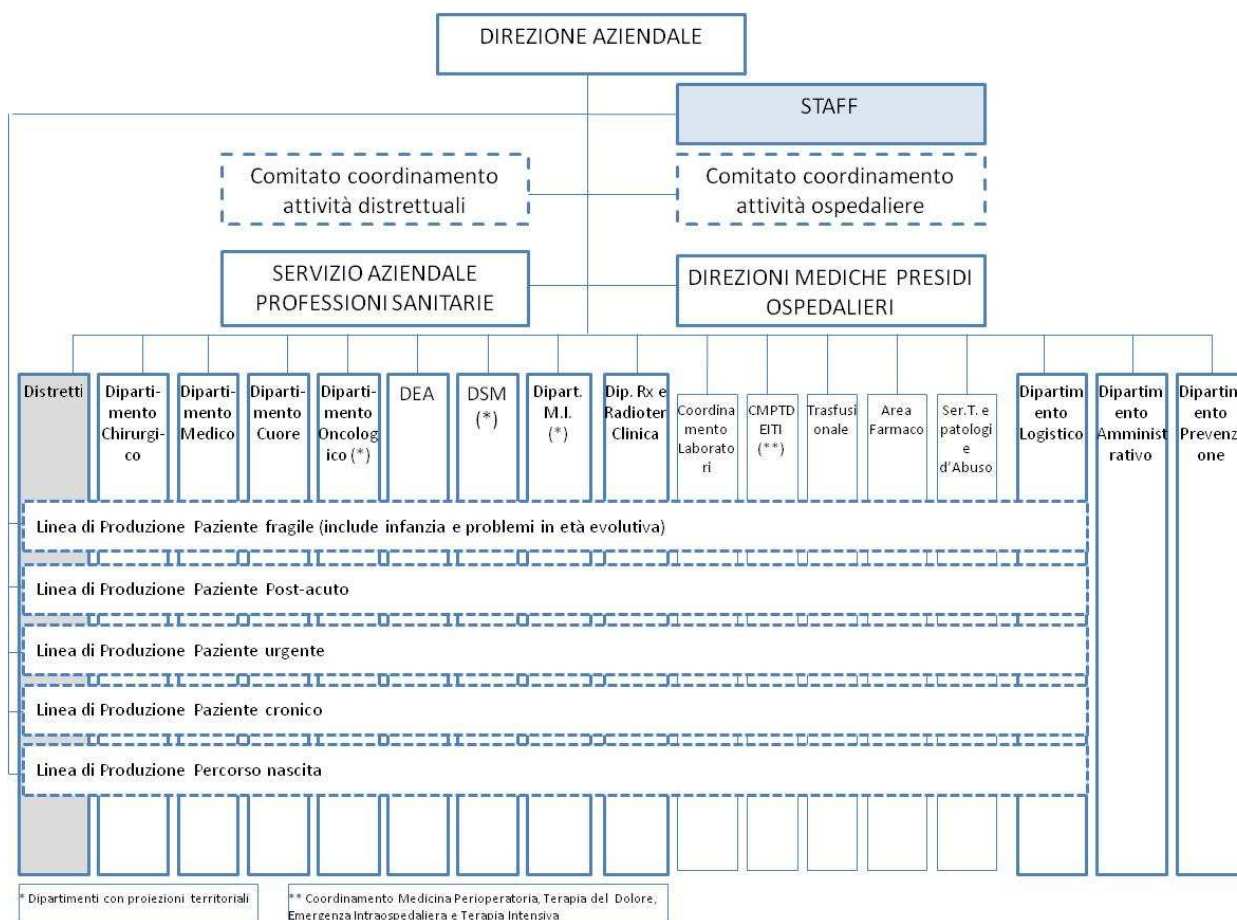 DIREZIONE AZIENDALE
STAFF
Comitato coordinamento
attività distrettuali
Comitato coordinamento
attività ospedaliere
SERVIZIO AZIENDALE
PROFESSIONI SANITARIE
DIREZIONI MEDICHE PRESIDI
OSPEDALIERI
Distretti
Diparti-
mento
Chirurgi-
co
Diparti-
mento
Medico
Diparti-
mento
Cuore
Diparti-
mento
Oncolog
ico (*)
DEA
DSM
(*)
Dipart.
M.I.
(*)
Dip. Rx e
Radioter
Clinica
Coordina
mento
Laborato
ri
CMPTD
EITI
(**)
Trasfusi
onale
Area
Farmaco
Ser.T. e
patologi
e
d'Abuso
Dipartim
ento
Logistico
Dipartim
ento
Amminist
rativo
Dipartim
ento
Prevenzi
one
Linea di Produzione Paziente fragile (include infanzia e problemi in età evolutiva)
Linea di Produzione Paziente Post-acuto
Linea di Produzione Paziente urgente
Linea di Produzione Paziente cronico
Linea di Produzione Percorso nascita
* Dipartimenti con proiezioni territoriali
** Coordinamento Medicina Perioperatoria, Terapia del Dolore,
Emergenza Intraospedaliera e Terapia Intensiva